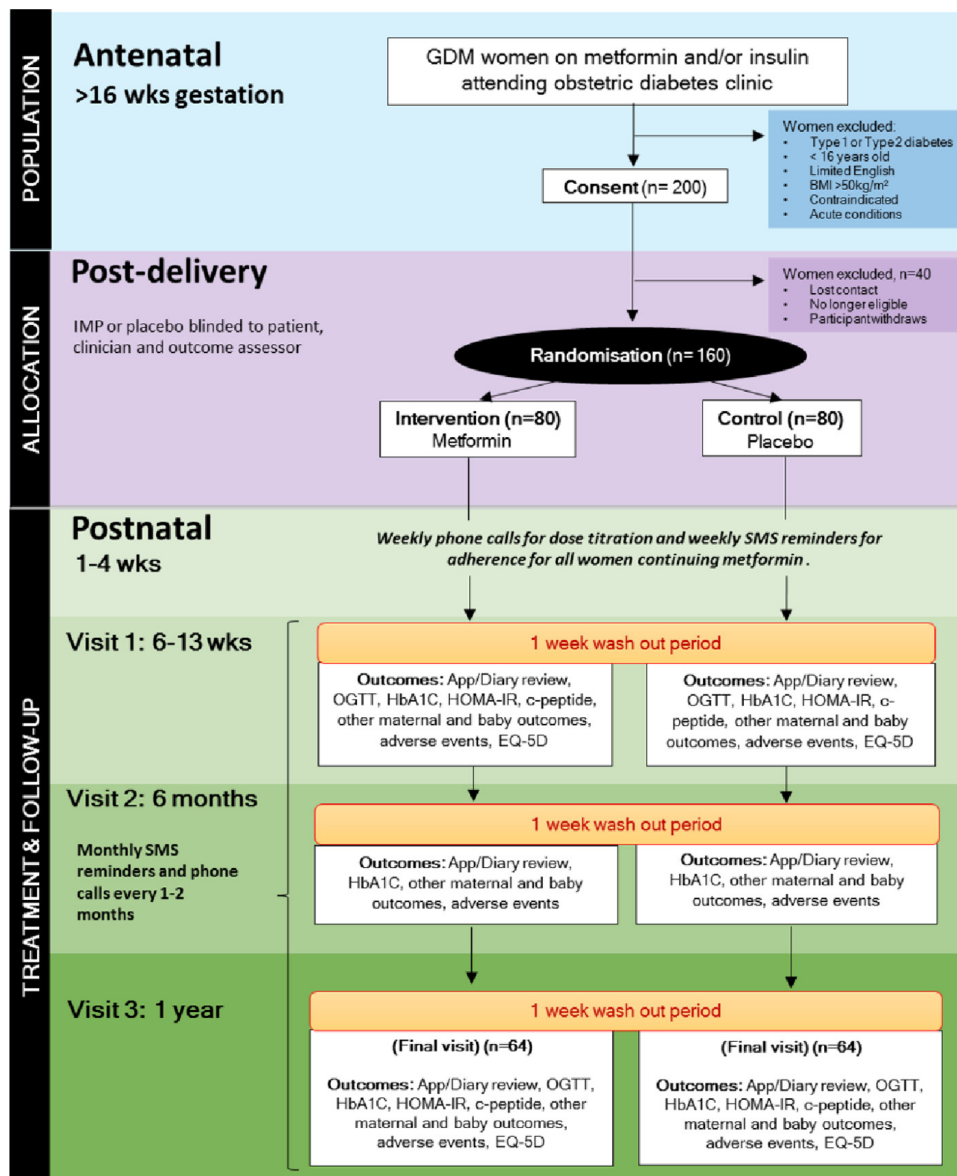 POPULATION
Antenatal
>16 wks gestation
GDM women on metformin and/or insulin
attending obstetric diabetes clinic
Women excluded:
• Type 1 or Type 2 diabetes
• < 16 years old
• Limited English
• BMI >50kg/m²
• Contraindicated
• Acute conditions
Consent (n= 200)
ALLOCATION
Post-delivery
IMP or placebo blinded to patient,
clinician and outcome assessor
Women excluded, n=40
• Lost contact
• No longer eligible
• Participant withdraws
Randomisation (n= 160)
Intervention (n=80)
Metformin
Control (n=80)
Placebo
TREATMENT & FOLLOW-UP
Postnatal
1-4 wks
Weekly phone calls for dose titration and weekly SMS reminders for
adherence for all women continuing metformin .
Visit 1: 6-13 wks
1 week wash out period
Outcomes: App/Diary review,
OGTT, HbA1C, HOMA-IR, c-peptide,
other maternal and baby outcomes,
adverse events, EQ-5D
Outcomes: App/Diary review,
OGTT, HbA1C, HOMA-IR, c-
peptide, other maternal and baby
outcomes, adverse events, EQ-5D
Visit 2: 6 months
Monthly SMS
reminders and phone
calls every 1-2
months
1 week wash out period
Outcomes: App/Diary review,
HbA1C, other maternal and baby
outcomes, adverse events
Outcomes: App/Diary review,
HbA1C, other maternal and baby
outcomes, adverse events
Visit 3: 1 year
1 week wash out period
(Final visit) (n=64)
Outcomes: App/Diary review, OGTT,
HbA1C, HOMA-IR, c-peptide, other
maternal and baby outcomes,
adverse events, EQ-5D
(Final visit) (n=64)
Outcomes: App/Diary review, OGTT,
HbA1C, HOMA-IR, c-peptide, other
maternal and baby outcomes,
adverse events, EQ-5D